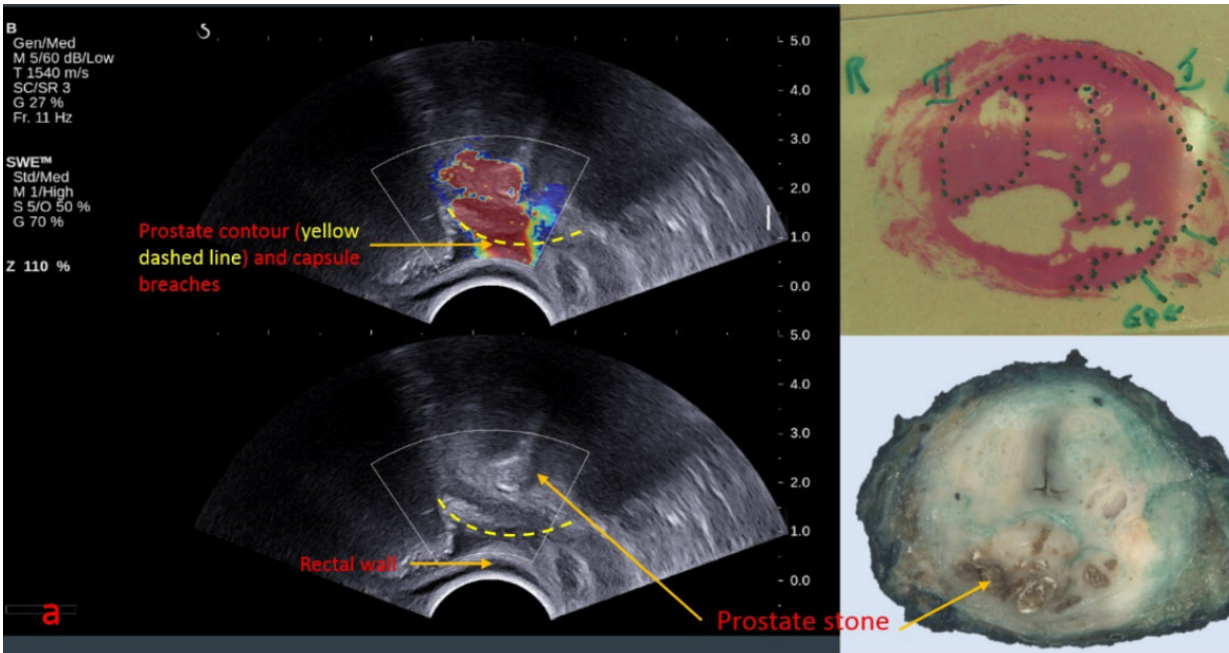 B
Gen/Med
M 5/60 dB/Low
T 1540 m/s
SC/SR 3
G 27 %
Fr. 11 Hz
SWE™
Std/Med
M 1/High
S 5/O 50 %
G 70 %
Z 110 %
5.0
4.0
3.0
2.0
1.0
0.0
Prostate contour (yellow
dashed line) and capsule
breaches
5.0
4.0
3.0
2.0
1.0
0.0
Rectal wall
a
Prostate stone
R
II
I
EPE